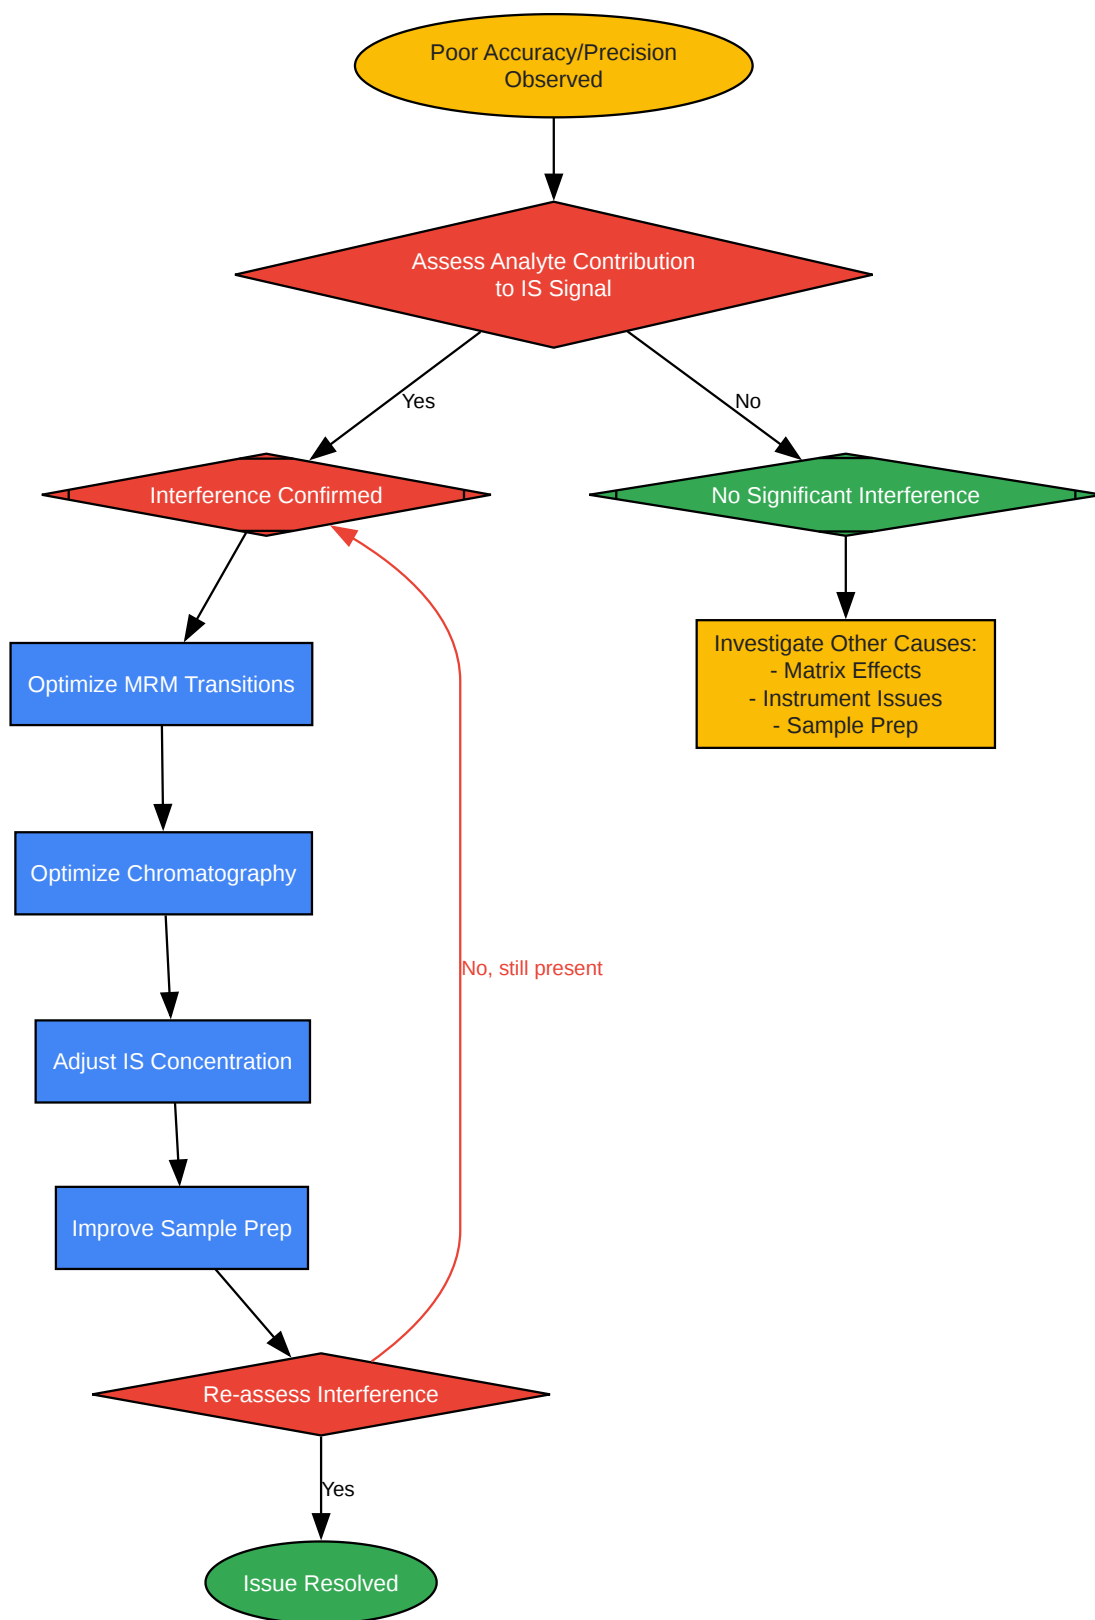 Poor Accuracy/Precision
Observed
Assess Analyte Contribution
to IS Signal
Yes
No
Interference Confirmed
No Significant Interference
Optimize MRM Transitions
Investigate Other Causes:
- Matrix Effects
- Instrument Issues
- Sample Prep
Optimize Chromatography
No, still present
Adjust IS Concentration
Improve Sample Prep
Re-assess Interference
Yes
Issue Resolved